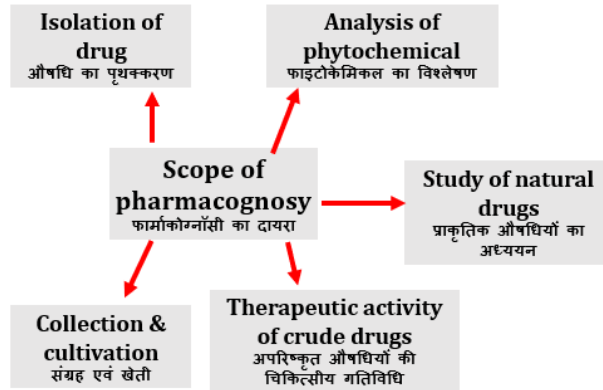 Isolation of
drug
औषधि का पृथक्करण
Analysis of
phytochemical
फाइटोकेमिकल का विश्लेषण
Scope of
pharmacognosy
फार्माकोग्नॉसी का दायरा
Study of natural
drugs
प्राकृतिक औषधियों का
अध्ययन
Collection &
cultivation
संग्रह एवं खेती
Therapeutic activity
of crude drugs
अपरिष्कृत औषधियों की
चिकित्सीय गतिविधि